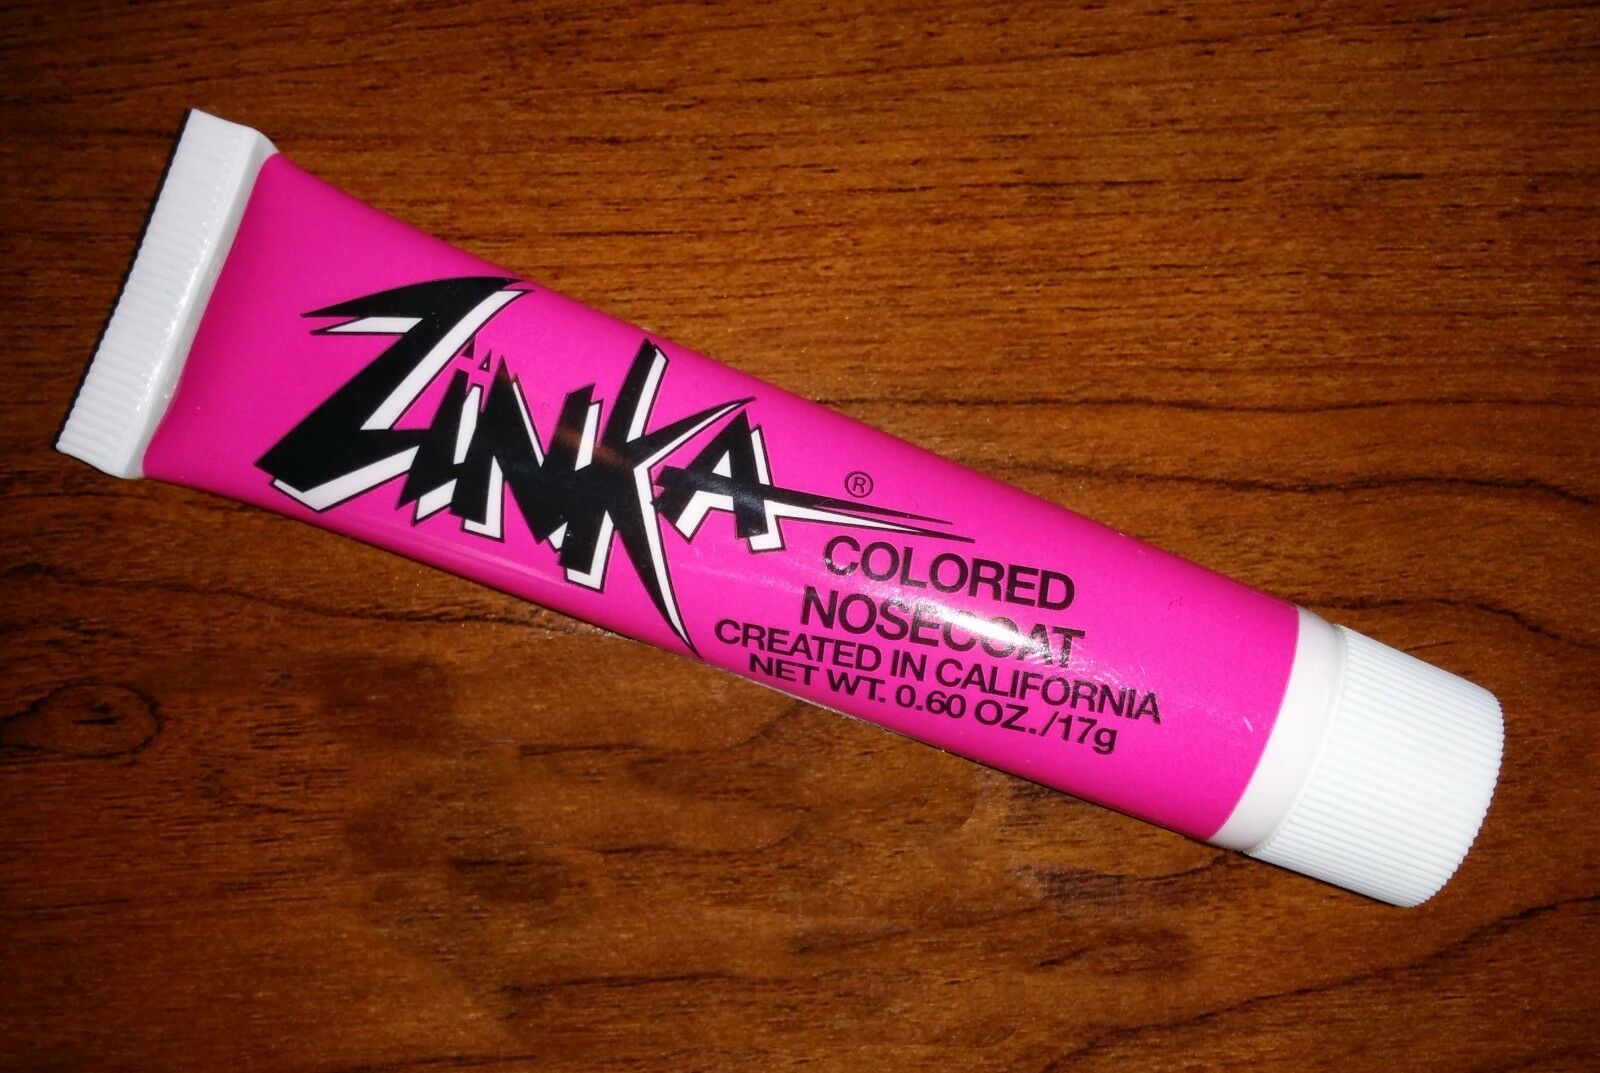 ZINKA ®
COLORED
NOSECOAT
CREATED IN CALIFORNIA
NET WT. 0.60 OZ./17g